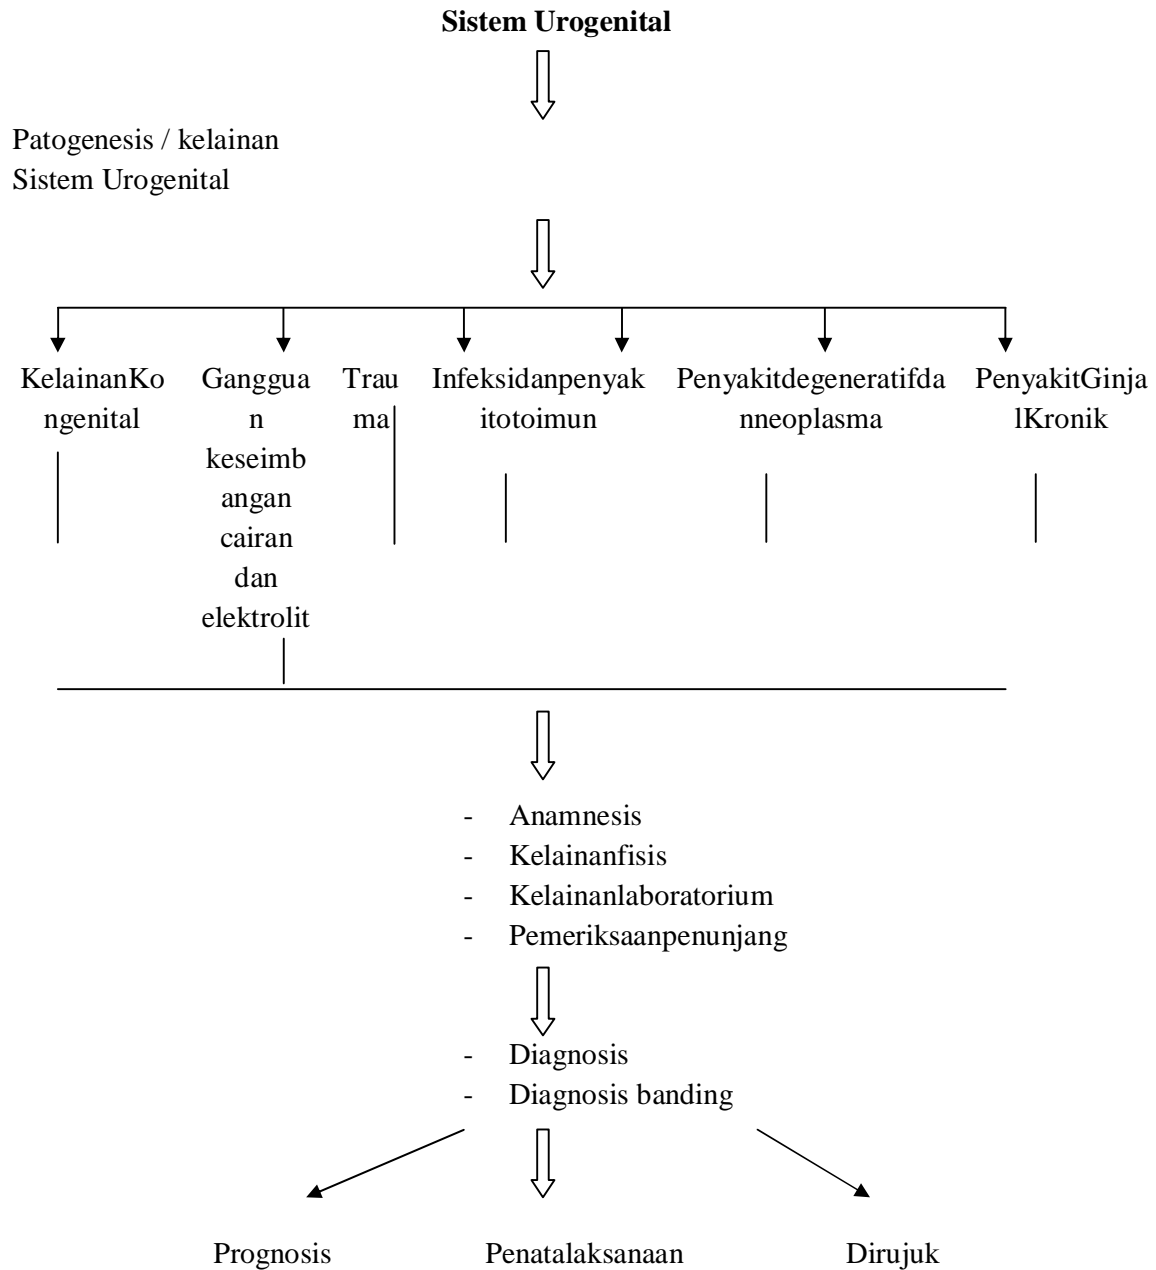 Sistem Urogenital
Patogenesis / kelainan
Sistem Urogenital
KelainanKo
ngenital
Ganggua
n
keseimb
angan
cairan
dan
elektrolit
Trau
ma
Infeksidanpenyak
itotoimun
Penyakitdegeneratifda
nneoplasma
PenyakitGinja
lKronik
- Anamnesis
- Kelainanfisis
- Kelainanlaboratorium
- Pemeriksaanpenunjang
- Diagnosis
- Diagnosis banding
Prognosis
Penatalaksanaan
Dirujuk